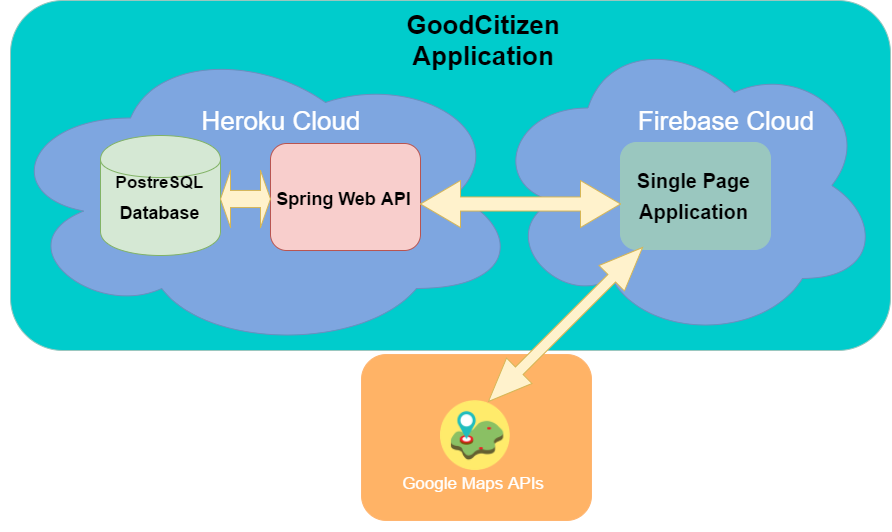 GoodCitizen
Application
Heroku Cloud
Firebase Cloud
PostreSQL
Database
Spring Web API
Single Page
Application
Google Maps APIs